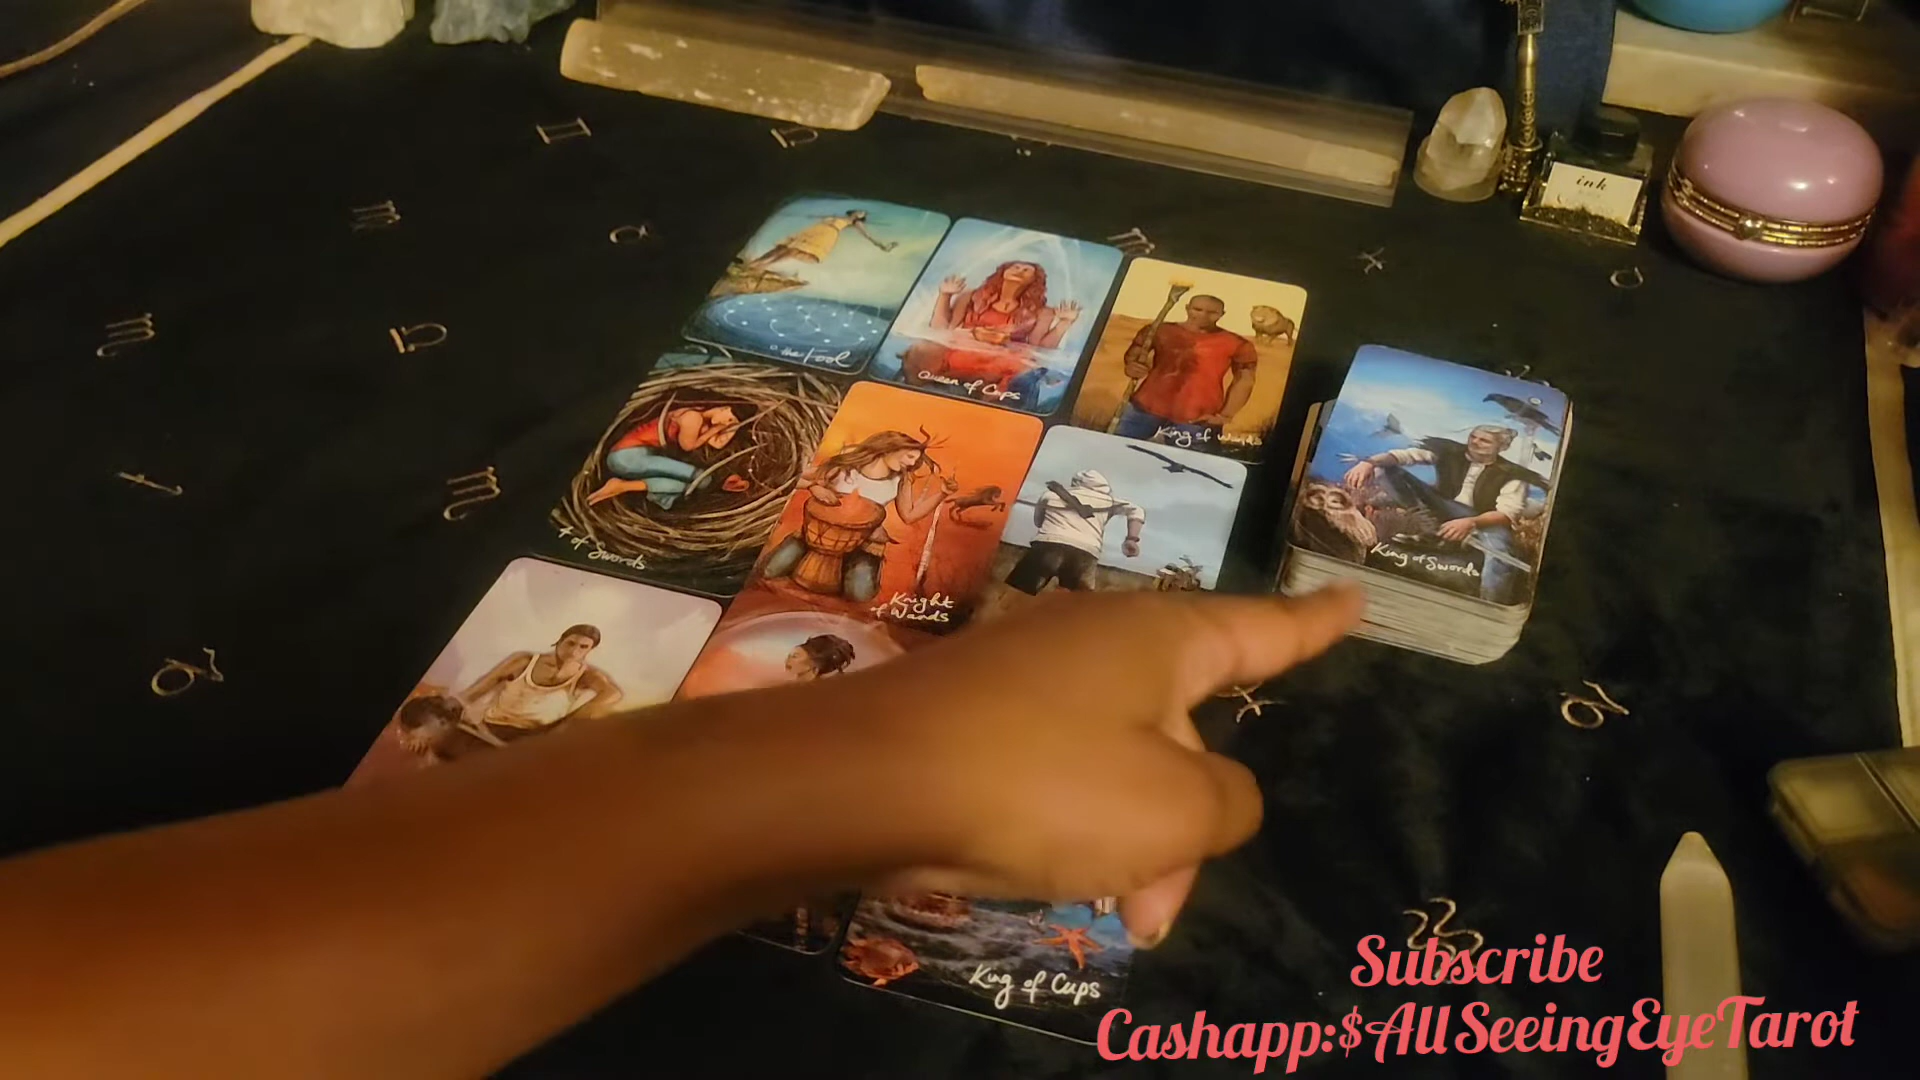 ink
the Fool
Queen of Cups
King of Wands
4 of Swords
Knight
of Wands
King of Swords
King of Cups
Subscribe
Cashapp:$AllSeeingEyeTarot